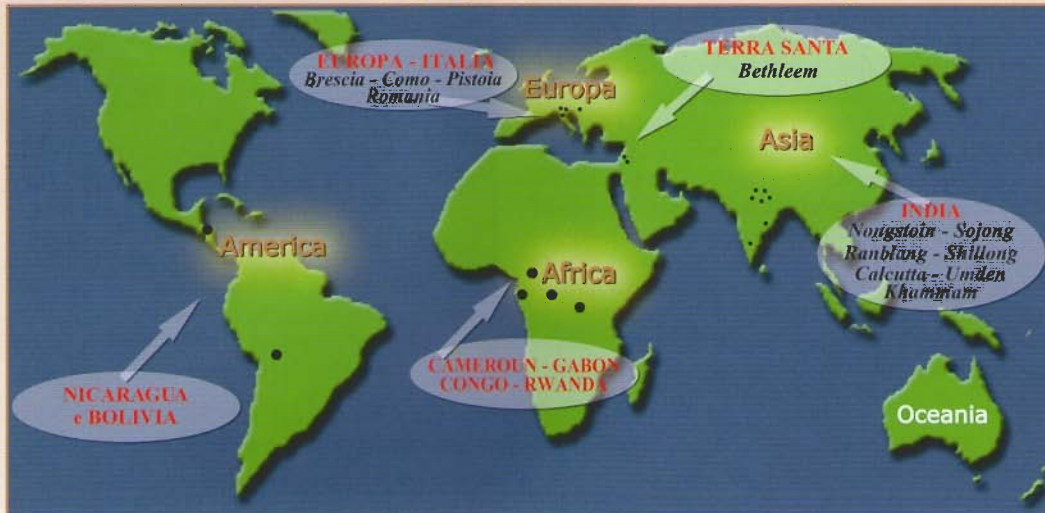 EUROPA - ITALIA
Brescia - Como - Pistoia
Romania
Europa
TERRA SANTA
Bethleem
Asia
INDIA
Nongstoin - Sojong
Ranblang - Shillong
Calcutta - Umden
Khammam
America
Africa
CAMEROUN - GABON
CONGO - RWANDA
NICARAGUA
e BOLIVIA
Oceania